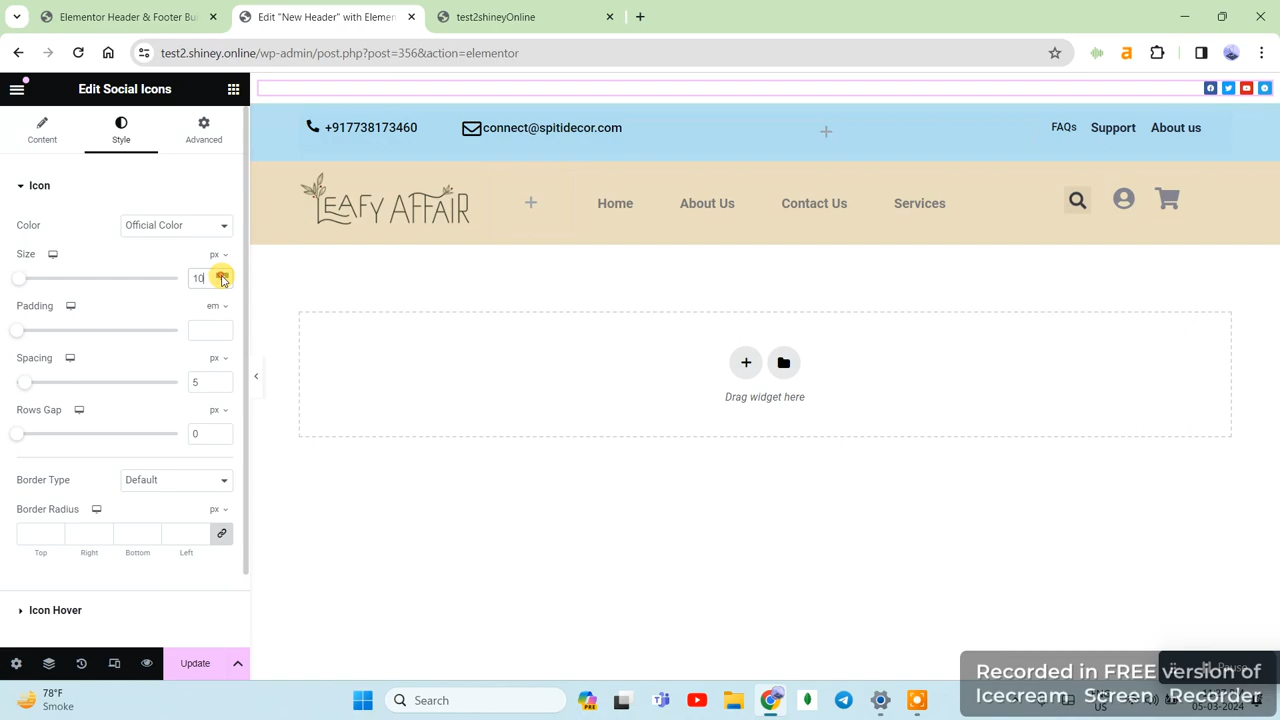 Elementor Header & Footer Bu
Edit "New Header" with Elemen
test2shineyOnline
test2.shiney.online/wp-admin/post.php?post=356&action=elementor
Edit Social Icons
Content
Style
Advanced
Icon
Color
Official Color
Size
px
10
Padding
em
Spacing
px
5
Rows Gap
px
0
Border Type
Default
Border Radius
px
Top
Right
Bottom
Left
Icon Hover
Update
+917738173460
connect@spitidecor.com
FAQs
Support
About us
LEAFY AFFAIR
Home
About Us
Contact Us
Services
Drag widget here
78°F
Smoke
Search
Recorded in FREE version of
Icecream Screen Recorder
Pause
05-03-2024